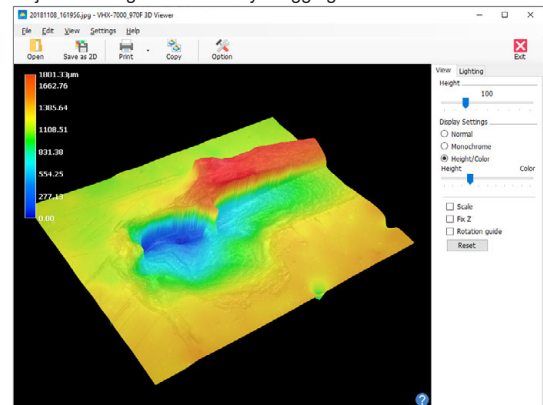 20181108_161956.jpg - VHX-7000_970F 3D Viewer
File Edit View Settings Help
Open Save as 2D Print Copy Option Exit
View Lighting
Height
100
Display Settings
Normal
Monochrome
Height/Color
Height Color
Scale
Fix Z
Rotation guide
Reset
1801.33μm
1662.76
1385.64
1108.51
831.38
554.25
277.13
0.00
?